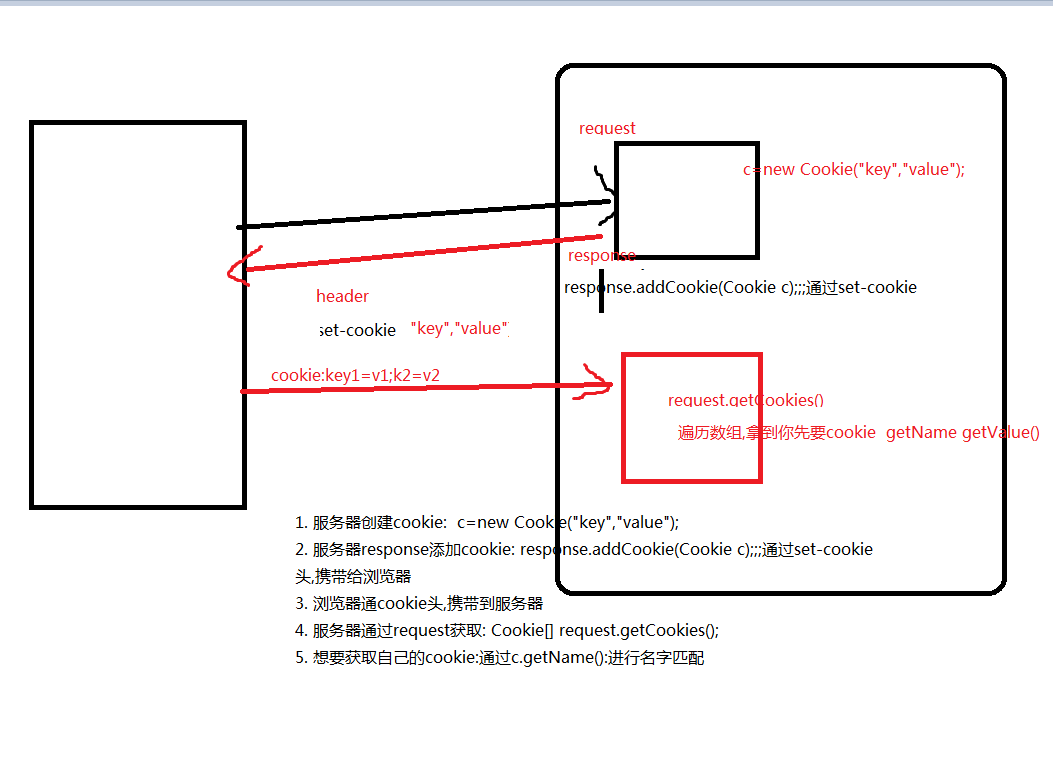 request
c=new Cookie("key","value");
response
response.addCookie(Cookie c);;;通过set-cookie
header
set-cookie "key","value")
cookie:key1=v1;k2=v2
request.getCookies()
遍历数组,拿到你先要cookie getName getValue()
1. 服务器创建cookie: c=new Cookie("key","value");
2. 服务器response添加cookie: response.addCookie(Cookie c);;;通过set-cookie
头,携带给浏览器
3. 浏览器通cookie头,携带到服务器
4. 服务器通过request获取: Cookie[] request.getCookies();
5. 想要获取自己的cookie:通过c.getName():进行名字匹配